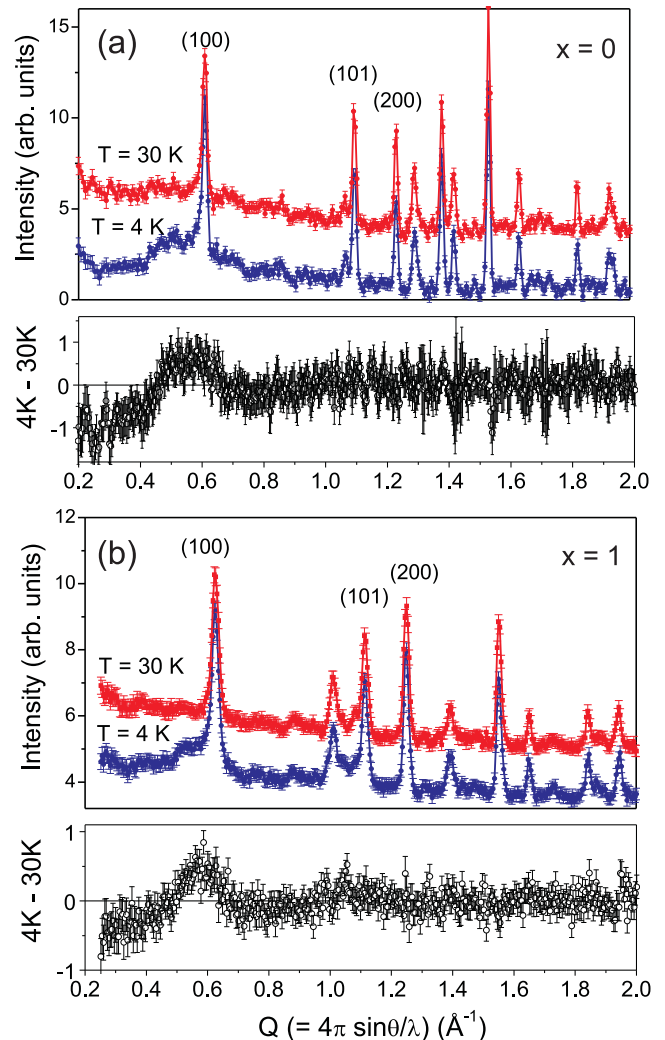 (a)
x = 0
(100)
(101)
(200)
T = 30 K
T = 4 K
Intensity (arb. units)
15
10
5
0
4K - 30K
1
0
-1
0.2 0.4 0.6 0.8 1.0 1.2 1.4 1.6 1.8 2.0
(b)
x = 1
(100)
(101)
(200)
T = 30 K
T = 4 K
Intensity (arb. units)
12
10
8
6
4
4K - 30K
1
0
-1
0.2 0.4 0.6 0.8 1.0 1.2 1.4 1.6 1.8 2.0
Q (= 4π sinθ/λ) (Å⁻¹)